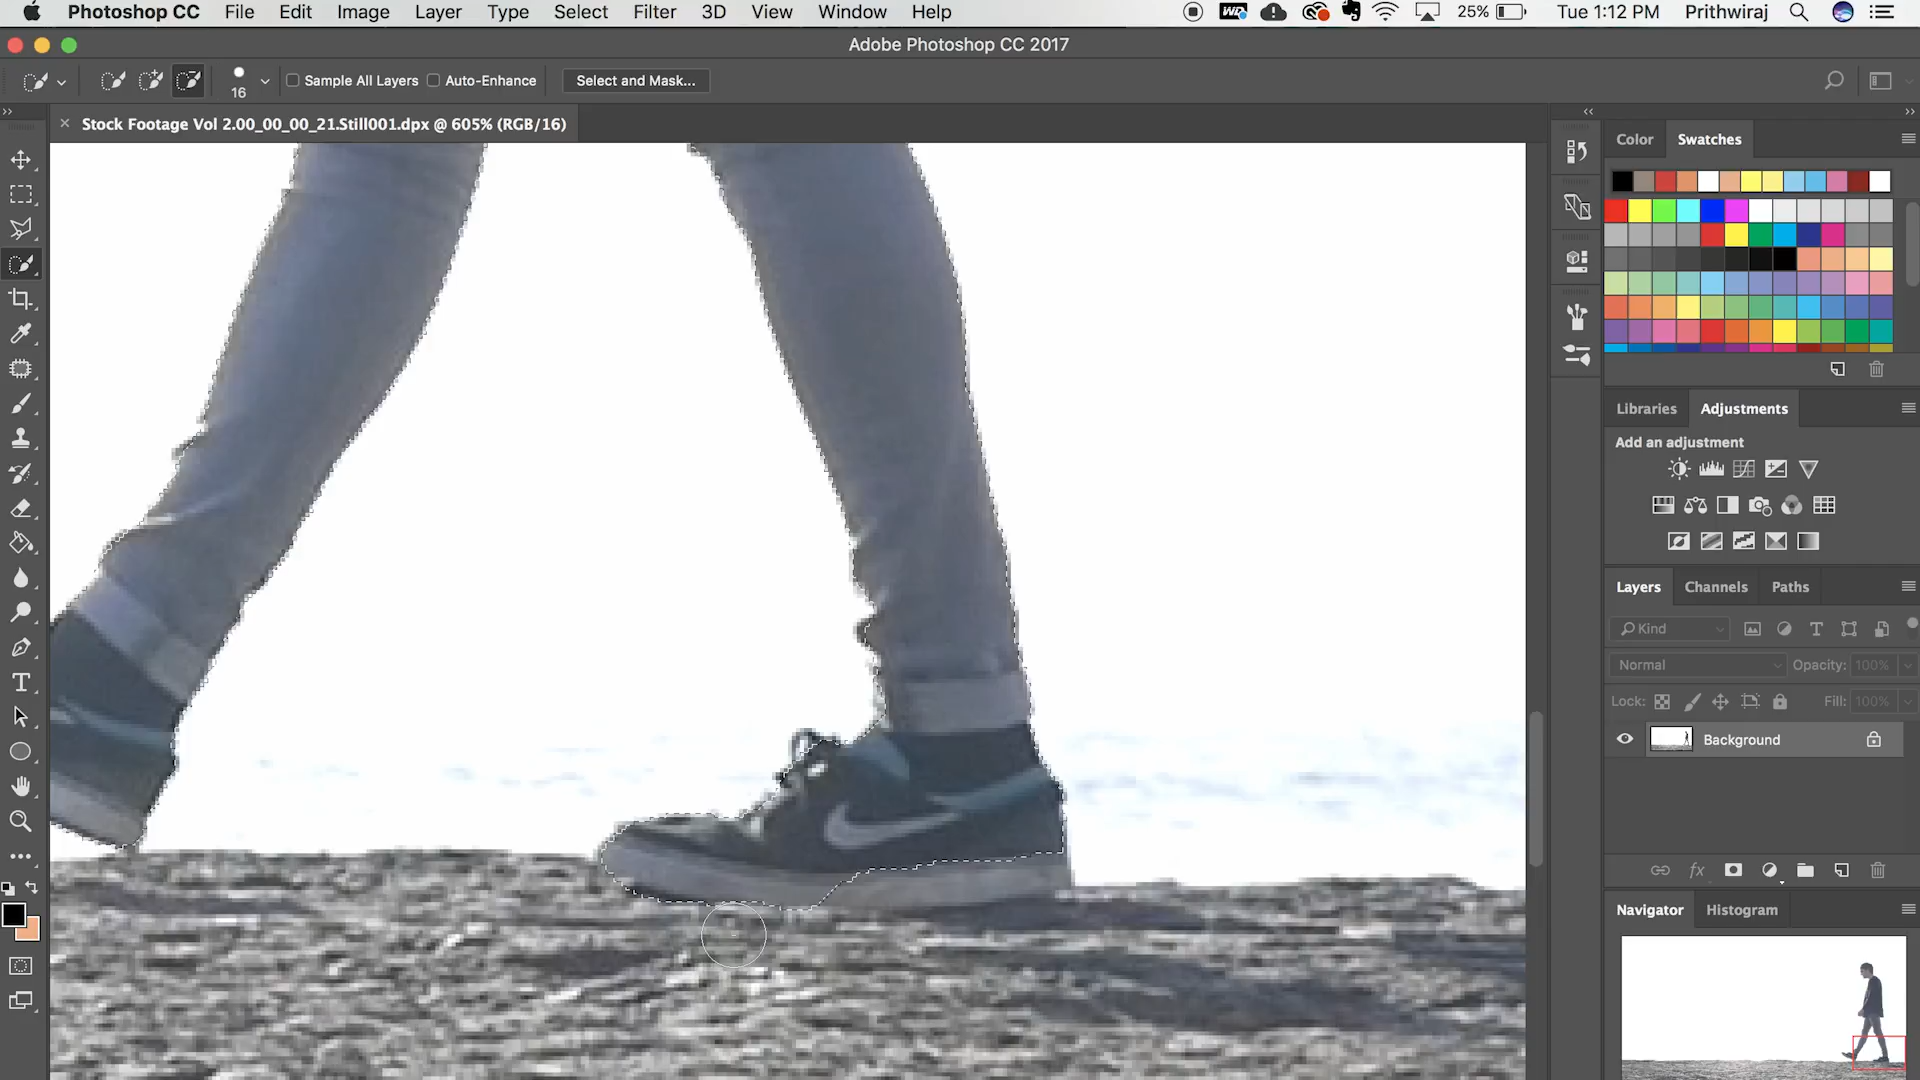 Photoshop CC File Edit Image Layer Type Select Filter 3D View Window Help 25% Tue 1:12 PM Prithwiraj
Adobe Photoshop CC 2017
16 Sample All Layers Auto-Enhance Select and Mask...
× Stock Footage Vol 2.00_00_00_21.Still001.dpx @ 605% (RGB/16)
Color Swatches
Libraries Adjustments
Add an adjustment
Layers Channels Paths
Kind
Normal Opacity: 100%
Lock: Fill: 100%
Background
Navigator Histogram